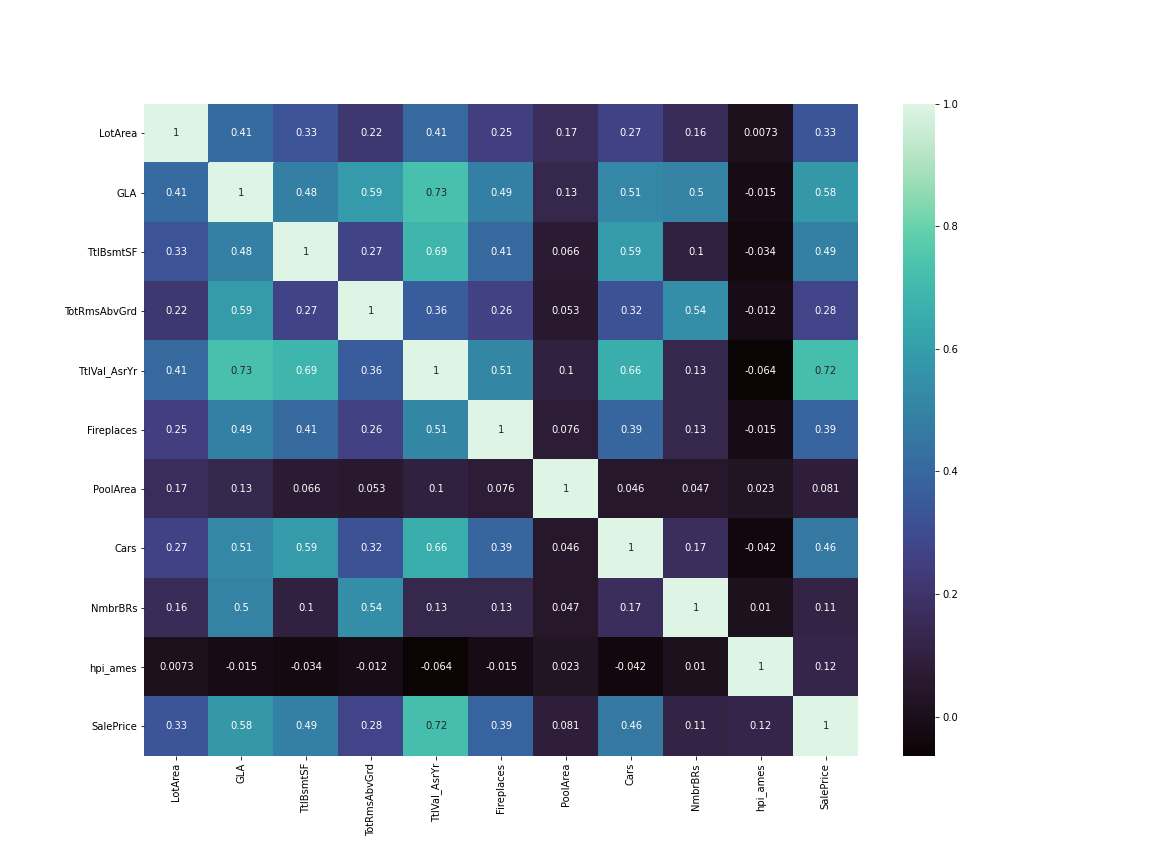 1.0
LotArea 1 0.41 0.33 0.22 0.41 0.25 0.17 0.27 0.16 0.0073 0.33
GLA 0.41 1 0.48 0.59 0.73 0.49 0.13 0.51 0.5 -0.015 0.58
0.8
TtlBsmtSF 0.33 0.48 1 0.27 0.69 0.41 0.066 0.59 0.1 -0.034 0.49
TotRmsAbvGrd 0.22 0.59 0.27 1 0.36 0.26 0.053 0.32 0.54 -0.012 0.28
0.6
TtlVal_AsrYr 0.41 0.73 0.69 0.36 1 0.51 0.1 0.66 0.13 -0.064 0.72
Fireplaces 0.25 0.49 0.41 0.26 0.51 1 0.076 0.39 0.13 -0.015 0.39
0.4
PoolArea 0.17 0.13 0.066 0.053 0.1 0.076 1 0.046 0.047 0.023 0.081
Cars 0.27 0.51 0.59 0.32 0.66 0.39 0.046 1 0.17 -0.042 0.46
0.2
NmbrBRs 0.16 0.5 0.1 0.54 0.13 0.13 0.047 0.17 1 0.01 0.11
hpi_ames 0.0073 -0.015 -0.034 -0.012 -0.064 -0.015 0.023 -0.042 0.01 1 0.12
0.0
SalePrice 0.33 0.58 0.49 0.28 0.72 0.39 0.081 0.46 0.11 0.12 1
LotArea GLA TtlBsmtSF TotRmsAbvGrd TtlVal_AsrYr Fireplaces PoolArea Cars NmbrBRs hpi_ames SalePrice